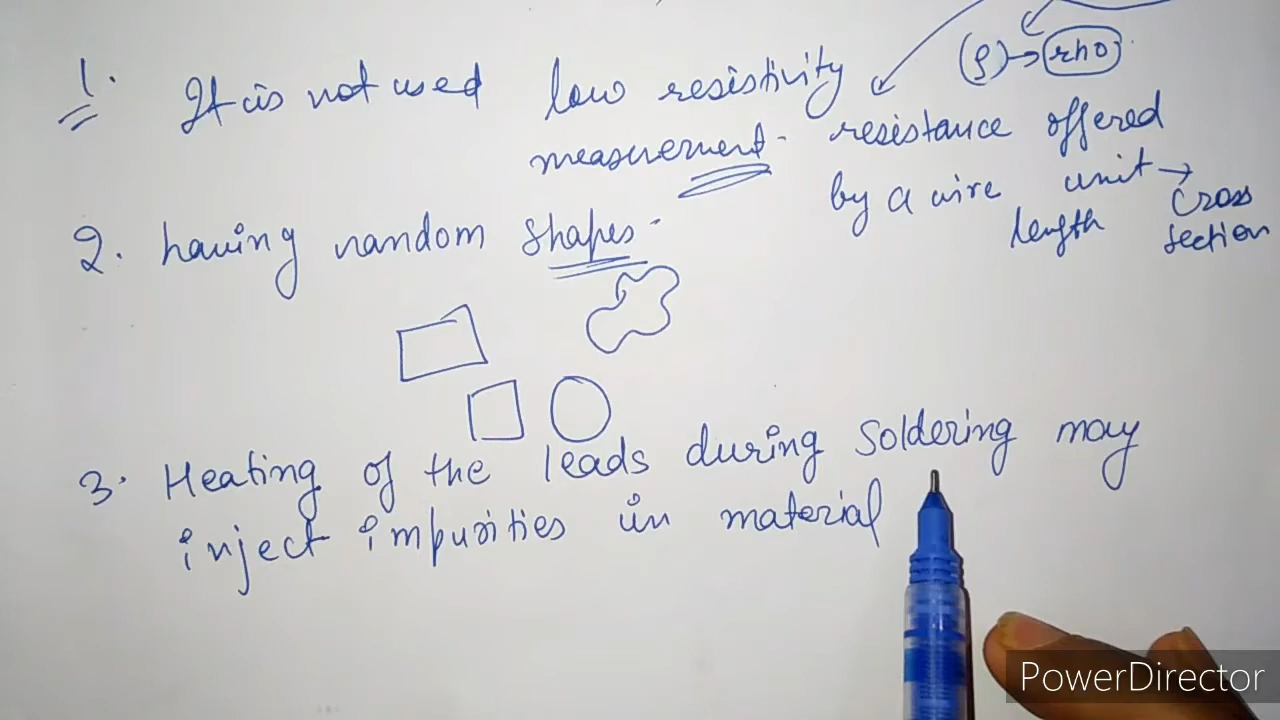 (ρ)→ rho
1. It is not used low resistivity
measurement. resistance offered
by a wire unit → cross
length section
2. having random shapes.
3. Heating of the leads during soldering may
inject impurities in material
PowerDirector